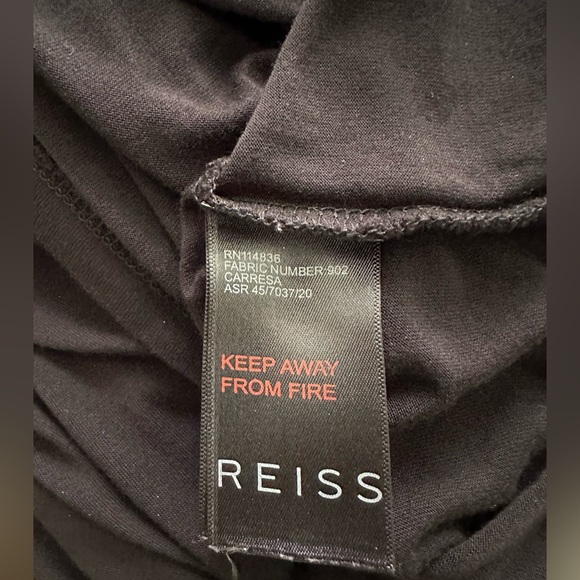 RN114836
FABRIC NUMBER:902
CARRESA
ASR 45/7037/20
KEEP AWAY
FROM FIRE
REISS